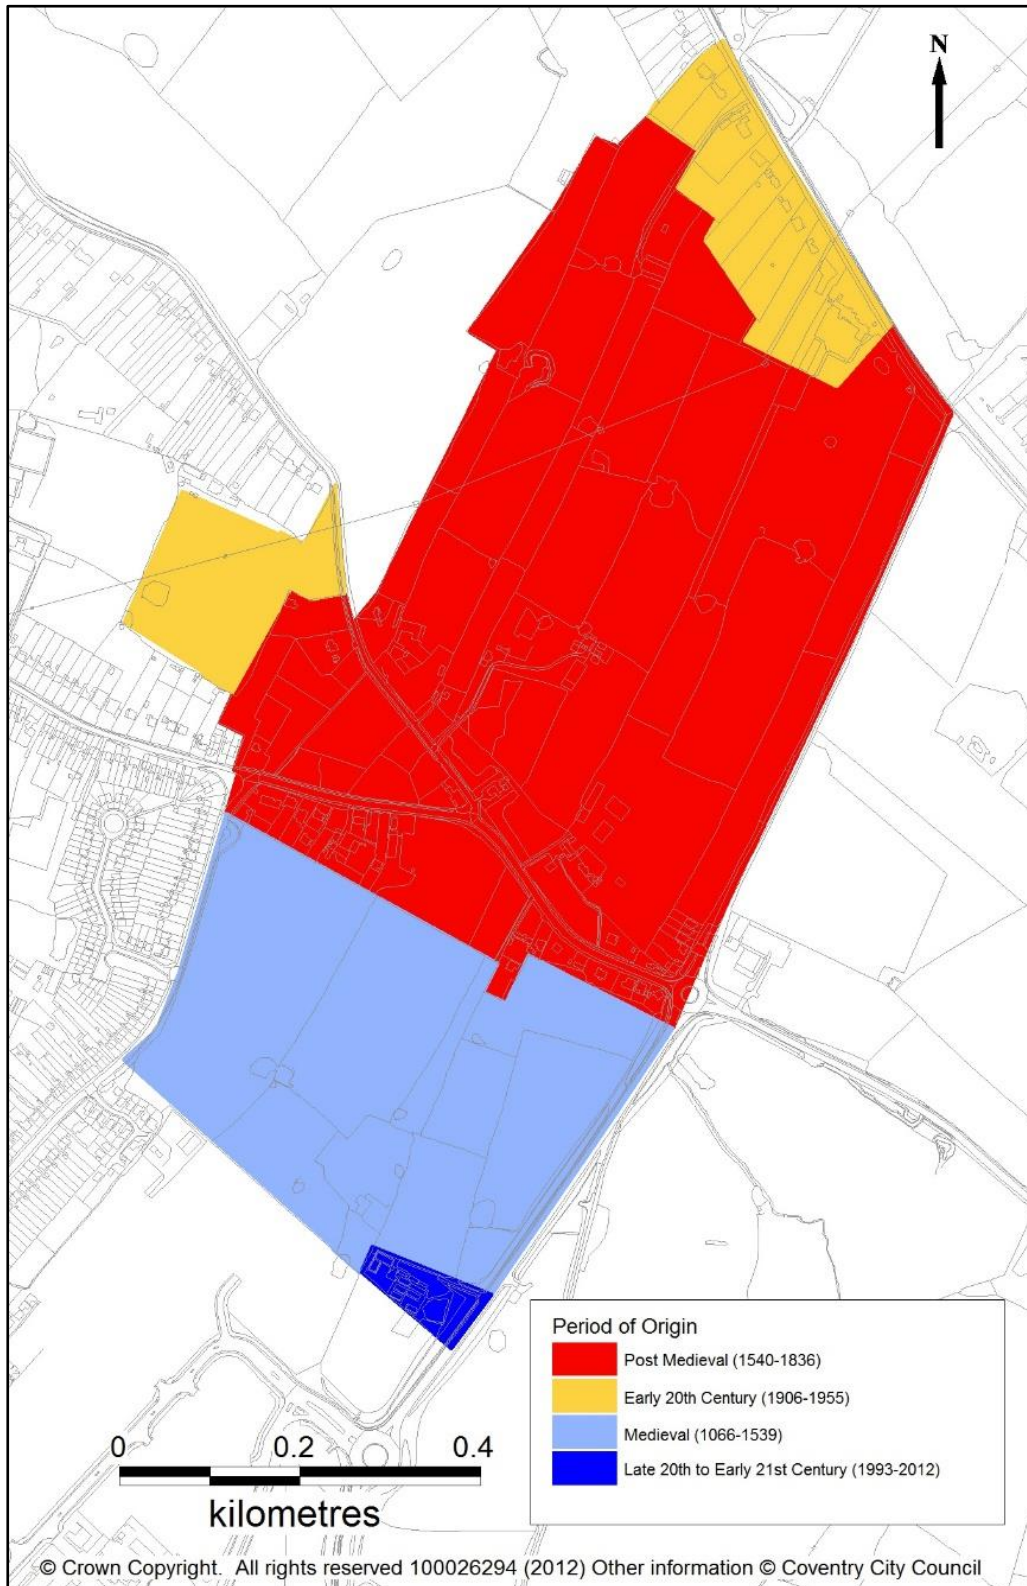 N
Period of Origin
Post Medieval (1540-1836)
Early 20th Century (1906-1955)
Medieval (1066-1539)
Late 20th to Early 21st Century (1993-2012)
0 0.2 0.4
kilometres
© Crown Copyright. All rights reserved 100026294 (2012) Other information © Coventry City Council